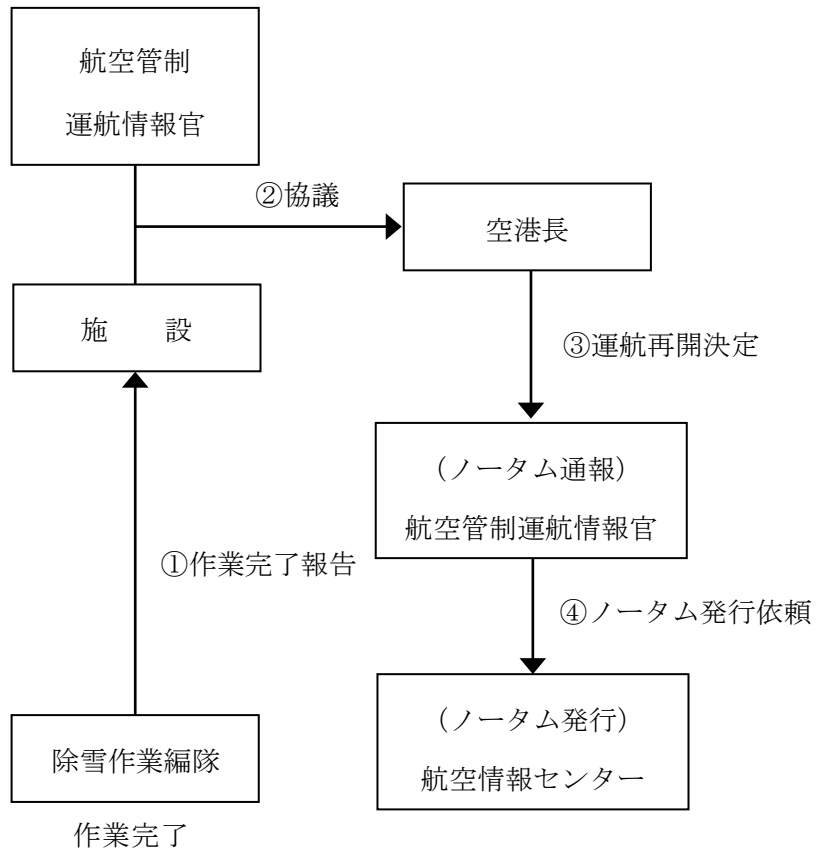 航空管制
運航情報官
②協議
空港長
施　　設
③運航再開決定
（ノータム通報）
航空管制運航情報官
①作業完了報告
④ノータム発行依頼
（ノータム発行）
航空情報センター
除雪作業編隊
作業完了